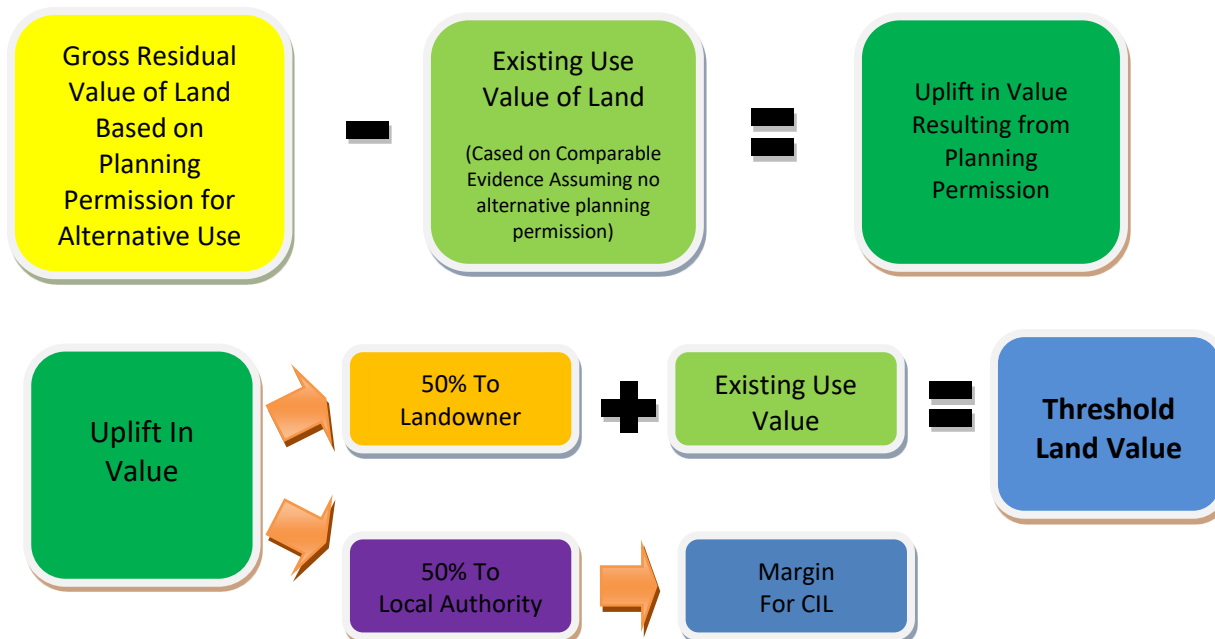 Gross Residual
Value of Land
Based on
Planning
Permission for
Alternative Use
Existing Use
Value of Land
(Cased on Comparable
Evidence Assuming no
alternative planning
permission)
Uplift in Value
Resulting from
Planning
Permission
Uplift In
Value
50% To
Landowner
Existing Use
Value
Threshold
Land Value
50% To
Local Authority
Margin
For CIL